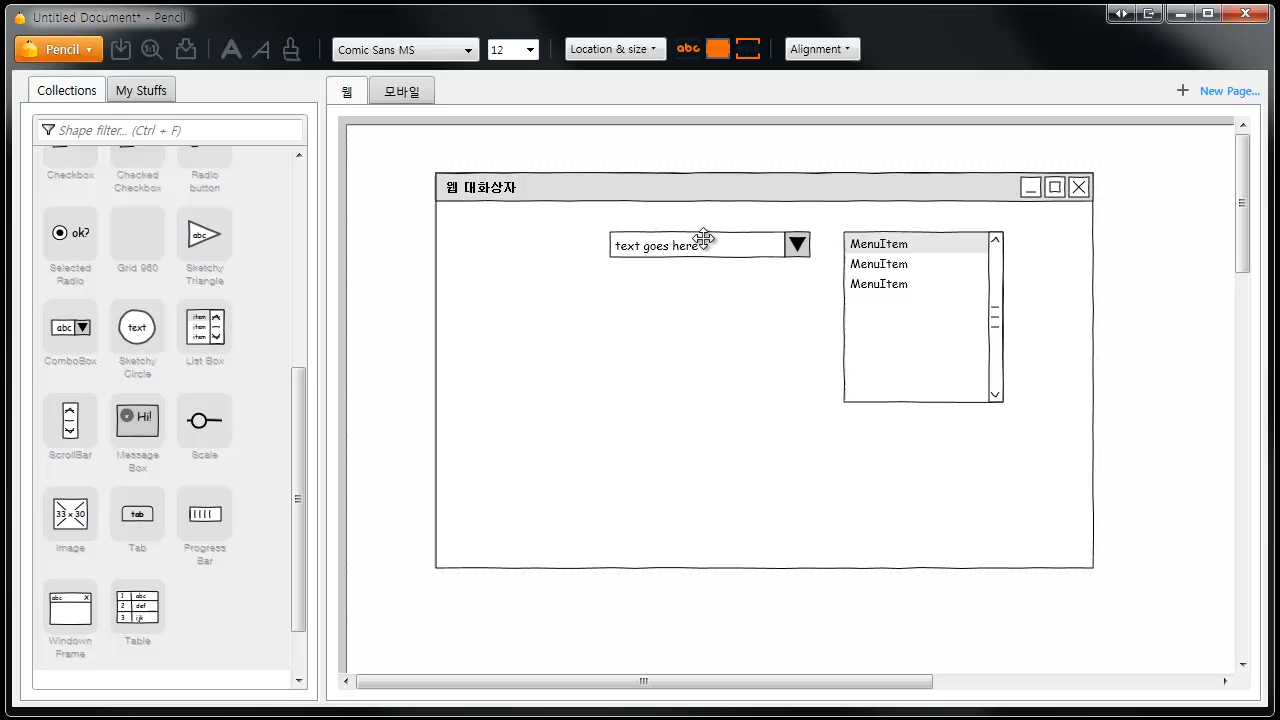 Untitled Document* - Pencil
Pencil
1:1
Comic Sans MS
12
Location & size
abc
Alignment
Collections
My Stuffs
웹
모바일
New Page...
Shape filter... (Ctrl + F)
Checkbox
Checked
Checkbox
Radio
button
ok?
abc
Selected
Radio
Grid 960
Sketchy
Triangle
abc
text
item
item
item
ComboBox
Sketchy
Circle
List Box
Hi!
ScrollBar
Message
Box
Scale
33 x 30
tab
Image
Tab
Progress
Bar
abc
X
1 abc
2 def
3 ijk
Windown
Frame
Table
웹 대화상자
text goes here
MenuItem
MenuItem
MenuItem